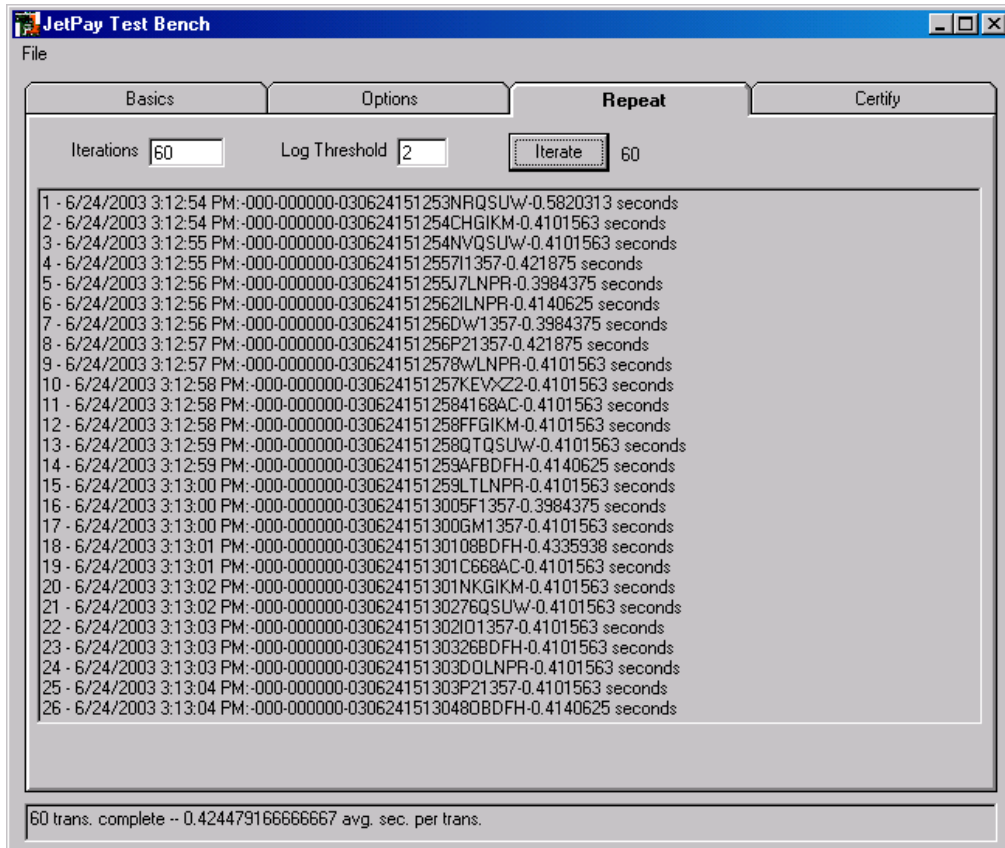 JetPay Test Bench
File
Basics Options Repeat Certify
Iterations 60 Log Threshold 2 Iterate 60
1 - 6/24/2003 3:12:54 PM:-000-000000-030624151253NRQSUW-0.5820313 seconds
2 - 6/24/2003 3:12:54 PM:-000-000000-030624151254CHGIKM-0.4101563 seconds
3 - 6/24/2003 3:12:55 PM:-000-000000-030624151254NVQSUW-0.4101563 seconds
4 - 6/24/2003 3:12:55 PM:-000-000000-0306241512557I1357-0.421875 seconds
5 - 6/24/2003 3:12:56 PM:-000-000000-030624151255J7LNPR-0.3984375 seconds
6 - 6/24/2003 3:12:56 PM:-000-000000-0306241512562ILNPR-0.4140625 seconds
7 - 6/24/2003 3:12:56 PM:-000-000000-030624151256DW1357-0.3984375 seconds
8 - 6/24/2003 3:12:57 PM:-000-000000-030624151256P21357-0.421875 seconds
9 - 6/24/2003 3:12:57 PM:-000-000000-0306241512578WLNPR-0.4101563 seconds
10 - 6/24/2003 3:12:58 PM:-000-000000-030624151257KEVXZ2-0.4101563 seconds
11 - 6/24/2003 3:12:58 PM:-000-000000-0306241512584168AC-0.4101563 seconds
12 - 6/24/2003 3:12:58 PM:-000-000000-030624151258FFGIKM-0.4101563 seconds
13 - 6/24/2003 3:12:59 PM:-000-000000-030624151258QTQSUW-0.4101563 seconds
14 - 6/24/2003 3:12:59 PM:-000-000000-030624151259AFBDFH-0.4140625 seconds
15 - 6/24/2003 3:13:00 PM:-000-000000-030624151259LTLNPR-0.4101563 seconds
16 - 6/24/2003 3:13:00 PM:-000-000000-0306241513005F1357-0.3984375 seconds
17 - 6/24/2003 3:13:00 PM:-000-000000-030624151300GM1357-0.4101563 seconds
18 - 6/24/2003 3:13:01 PM:-000-000000-03062415130108BDFH-0.4335938 seconds
19 - 6/24/2003 3:13:01 PM:-000-000000-030624151301C668AC-0.4101563 seconds
20 - 6/24/2003 3:13:02 PM:-000-000000-030624151301NKGIKM-0.4101563 seconds
21 - 6/24/2003 3:13:02 PM:-000-000000-03062415130276QSUW-0.4101563 seconds
22 - 6/24/2003 3:13:03 PM:-000-000000-030624151302IO1357-0.4101563 seconds
23 - 6/24/2003 3:13:03 PM:-000-000000-03062415130326BDFH-0.4101563 seconds
24 - 6/24/2003 3:13:03 PM:-000-000000-030624151303DOLNPR-0.4101563 seconds
25 - 6/24/2003 3:13:04 PM:-000-000000-030624151303P21357-0.4101563 seconds
26 - 6/24/2003 3:13:04 PM:-000-000000-0306241513048OBDFH-0.4140625 seconds
60 trans. complete -- 0.424479166666667 avg. sec. per trans.